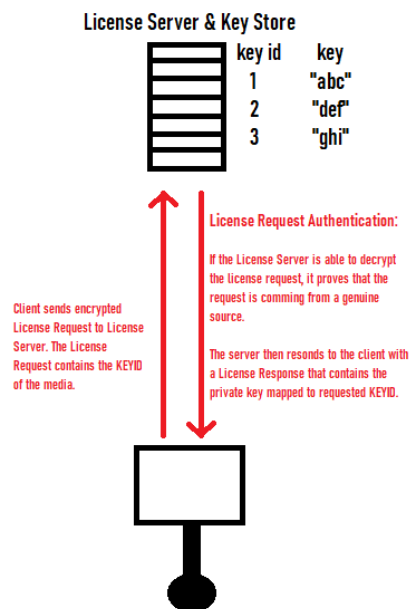 License Server & Key Store
key id key
1 "abc"
2 "def"
3 "ghi"
License Request Authentication:
If the License Server is able to decrypt
the license request, it proves that the
request is comming from a genuine
source.
The server then resonds to the client with
a License Response that contains the
private key mapped to requested KEYID.
Client sends encrypted
License Request to License
Server. The License
Request contains the KEYID
of the media.